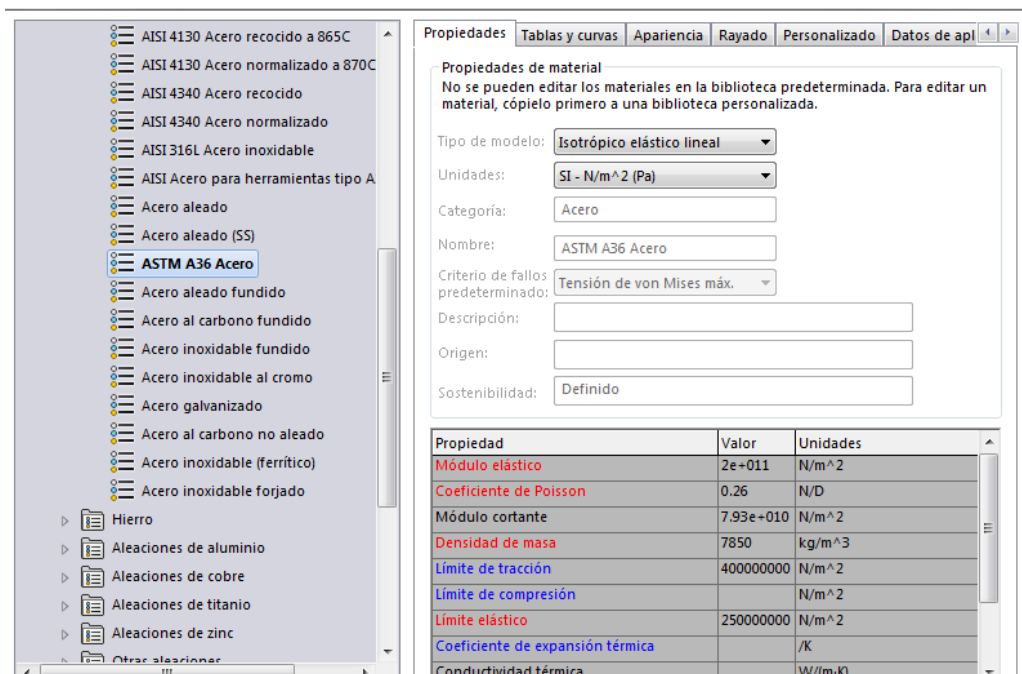 AISI 4130 Acero recocido a 865C
AISI 4130 Acero normalizado a 870C
AISI 4340 Acero recocido
AISI 4340 Acero normalizado
AISI 316L Acero inoxidable
AISI Acero para herramientas tipo A
Acero aleado
Acero aleado (SS)
ASTM A36 Acero
Acero aleado fundido
Acero al carbono fundido
Acero inoxidable fundido
Acero inoxidable al cromo
Acero galvanizado
Acero al carbono no aleado
Acero inoxidable (ferrítico)
Acero inoxidable forjado
Hierro
Aleaciones de aluminio
Aleaciones de cobre
Aleaciones de titanio
Aleaciones de zinc
Otras aleaciones
Propiedades Tablas y curvas Apariencia Rayado Personalizado Datos de apl
Propiedades de material
No se pueden editar los materiales en la biblioteca predeterminada. Para editar un
material, cópielo primero a una biblioteca personalizada.
Tipo de modelo: Isotrópico elástico lineal
Unidades: SI - N/m^2 (Pa)
Categoría: Acero
Nombre: ASTM A36 Acero
Criterio de fallos
predeterminado: Tensión de von Mises máx.
Descripción:
Origen:
Sostenibilidad: Definido
Propiedad Valor Unidades
Módulo elástico 2e+011 N/m^2
Coeficiente de Poisson 0.26 N/D
Módulo cortante 7.93e+010 N/m^2
Densidad de masa 7850 kg/m^3
Límite de tracción 400000000 N/m^2
Límite de compresión N/m^2
Límite elástico 250000000 N/m^2
Coeficiente de expansión térmica /K
Conductividad térmica W/(m·K)